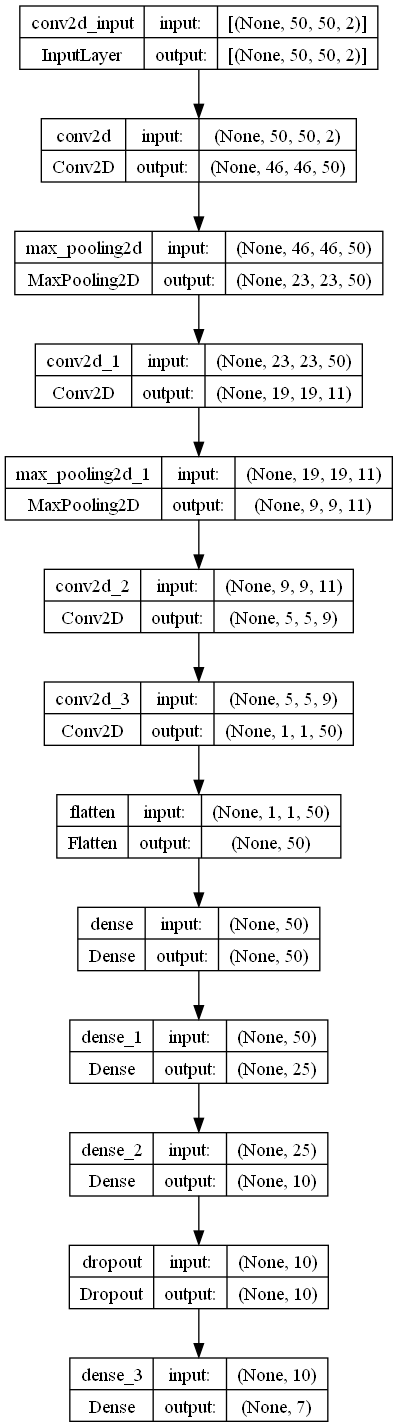 conv2d_input input: [(None, 50, 50, 2)]
InputLayer output: [(None, 50, 50, 2)]
conv2d input: (None, 50, 50, 2)
Conv2D output: (None, 46, 46, 50)
max_pooling2d input: (None, 46, 46, 50)
MaxPooling2D output: (None, 23, 23, 50)
conv2d_1 input: (None, 23, 23, 50)
Conv2D output: (None, 19, 19, 11)
max_pooling2d_1 input: (None, 19, 19, 11)
MaxPooling2D output: (None, 9, 9, 11)
conv2d_2 input: (None, 9, 9, 11)
Conv2D output: (None, 5, 5, 9)
conv2d_3 input: (None, 5, 5, 9)
Conv2D output: (None, 1, 1, 50)
flatten input: (None, 1, 1, 50)
Flatten output: (None, 50)
dense input: (None, 50)
Dense output: (None, 50)
dense_1 input: (None, 50)
Dense output: (None, 25)
dense_2 input: (None, 25)
Dense output: (None, 10)
dropout input: (None, 10)
Dropout output: (None, 10)
dense_3 input: (None, 10)
Dense output: (None, 7)